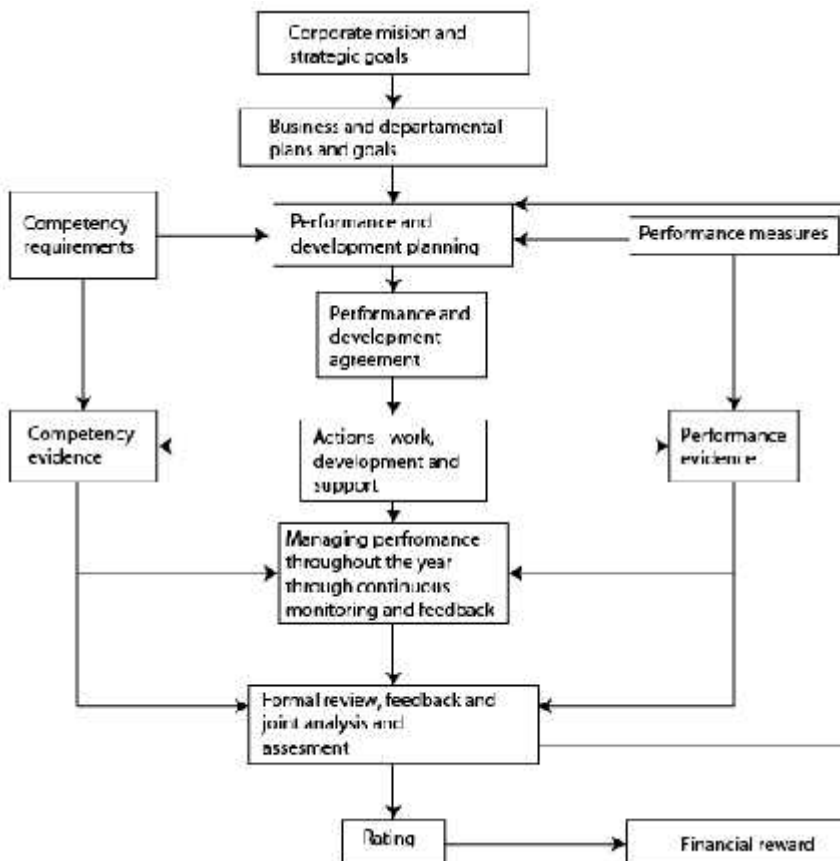 Corporate mision and
strategic goals
Business and departamental
plans and goals
Competency
requirements
Performance and
development planning
Performance measures
Performance and
development
agreement
Competency
evidence
Actions work,
development and
support
Performance
evidence
Managing perfromance
throughout the year
through continuous
monitoring and feedback
Formal review, feedback and
joint analysis and
assesment
Rating
Financial reward